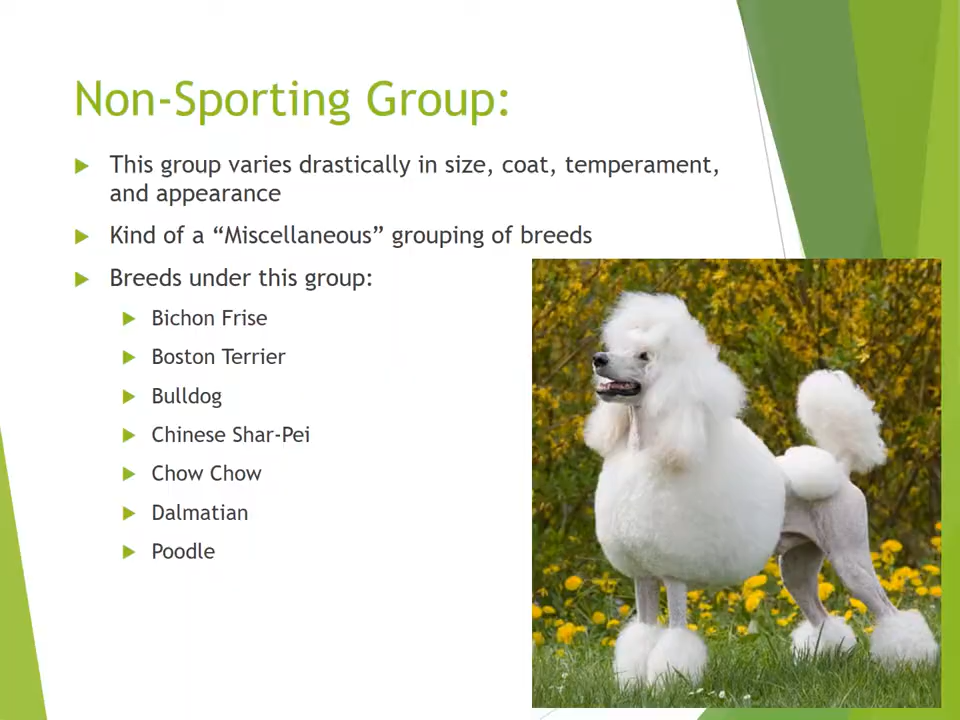 Non-Sporting Group:
This group varies drastically in size, coat, temperament,
and appearance
Kind of a “Miscellaneous” grouping of breeds
Breeds under this group:
Bichon Frise
Boston Terrier
Bulldog
Chinese Shar-Pei
Chow Chow
Dalmatian
Poodle